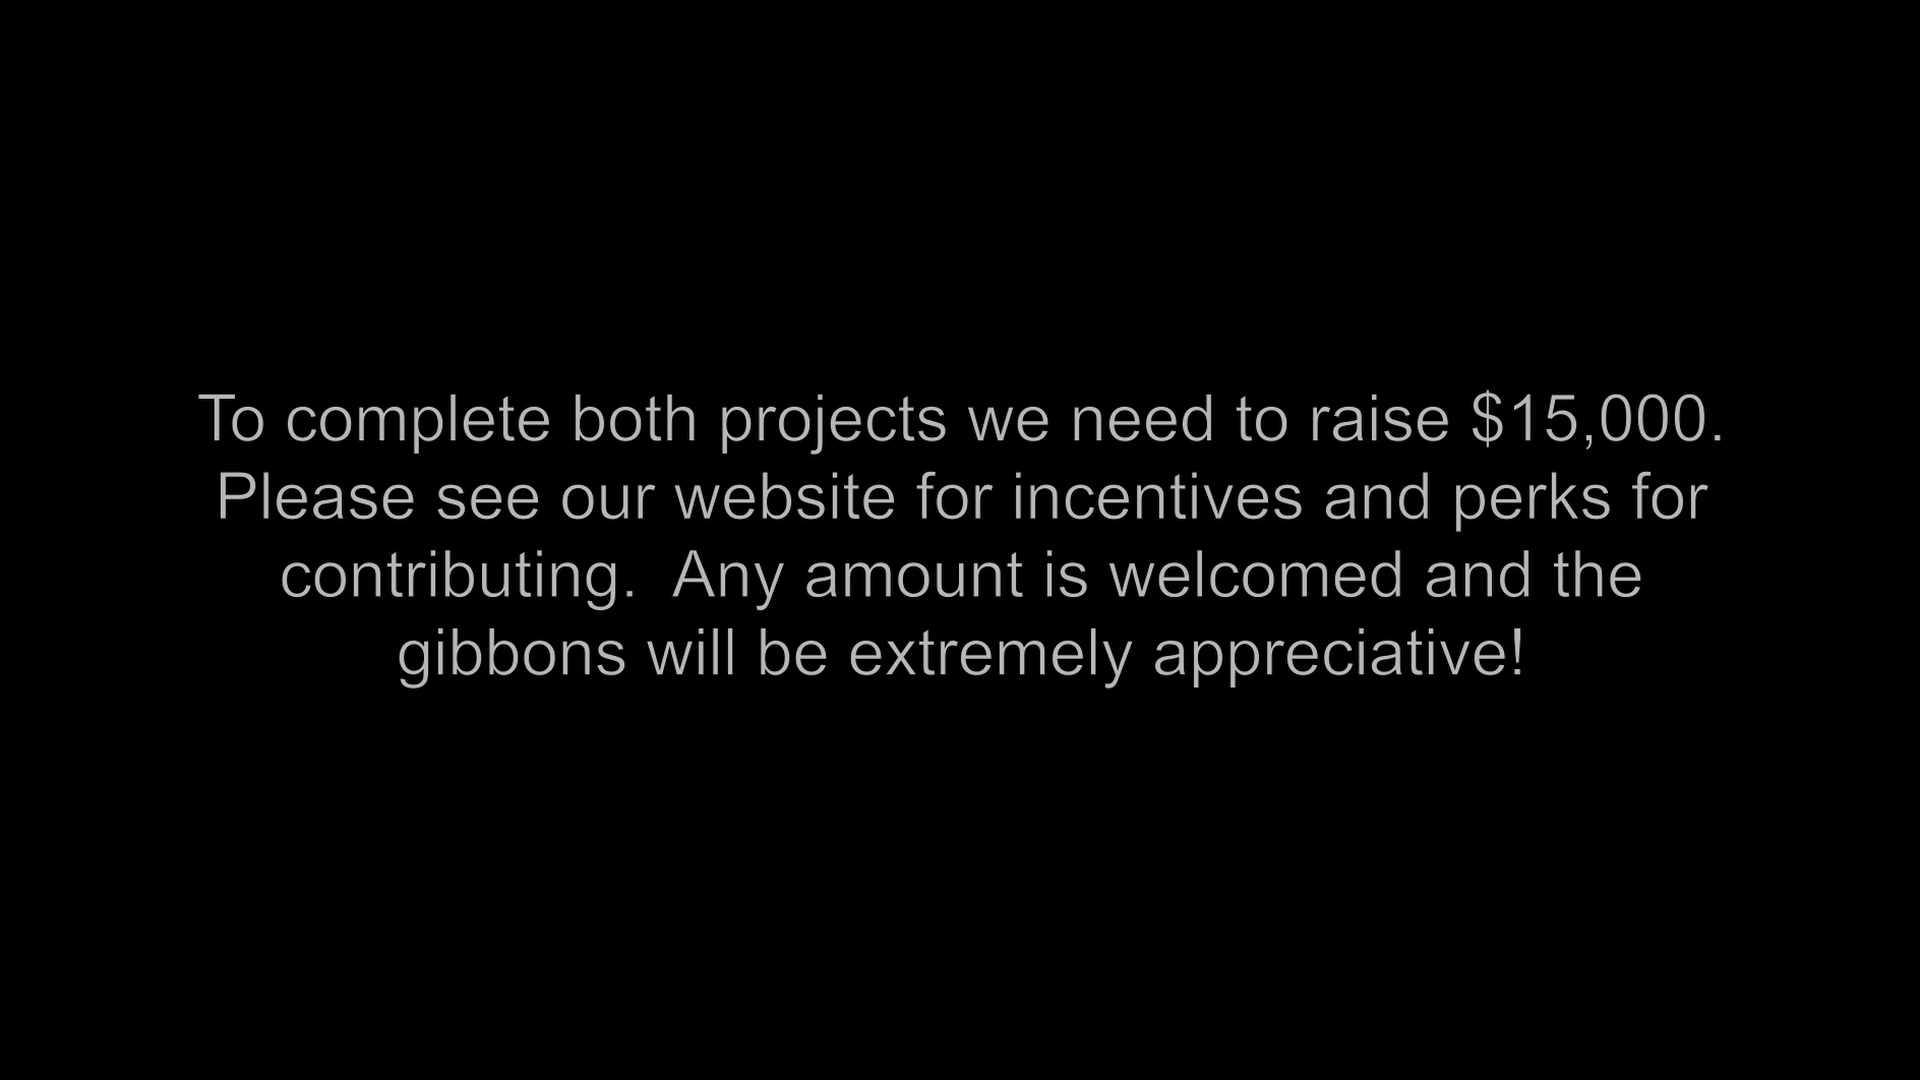 To complete both projects we need to raise $15,000.
Please see our website for incentives and perks for
contributing.  Any amount is welcomed and the
gibbons will be extremely appreciative!